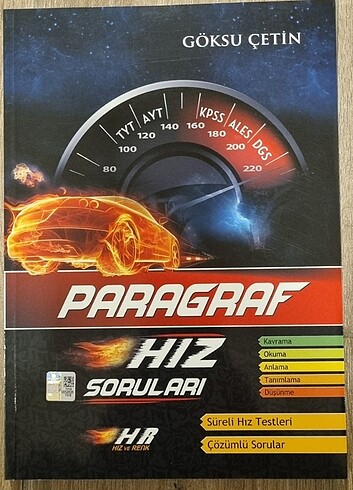 GÖKSU ÇETİN
TYT AYT KPSS ALES DGS
80 100 120 140 160 180 200 220
PARAGRAF
HIZ
SORULARI
Kavrama
Okuma
Anlama
Tanımlama
Düşünme
Süreli Hız Testleri
Çözümlü Sorular
HR
HIZ ve RENK